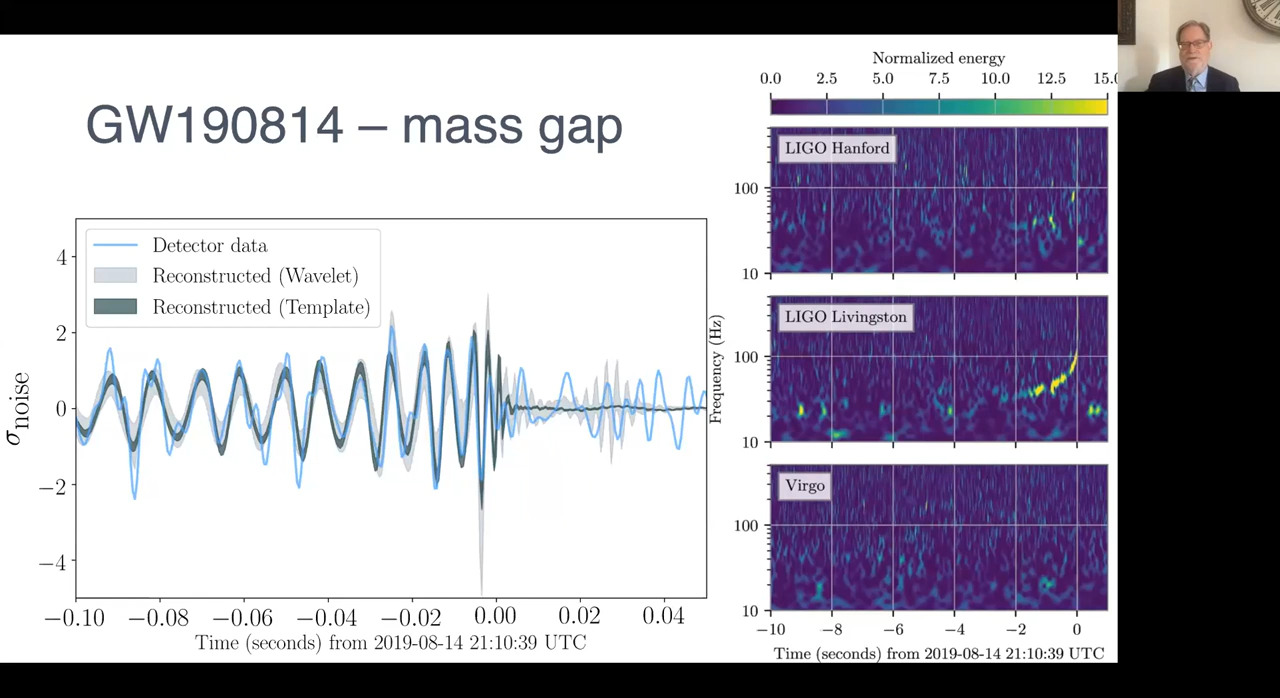 GW190814 – mass gap
Detector data
Reconstructed (Wavelet)
Reconstructed (Template)
σnoise
4
2
0
−2
−4
−0.10 −0.08 −0.06 −0.04 −0.02 0.00 0.02 0.04
Time (seconds) from 2019-08-14 21:10:39 UTC
Normalized energy
0.0 2.5 5.0 7.5 10.0 12.5 15.0
LIGO Hanford
100
10
LIGO Livingston
100
10
Virgo
100
10
Frequency (Hz)
−10 −8 −6 −4 −2 0
Time (seconds) from 2019-08-14 21:10:39 UTC